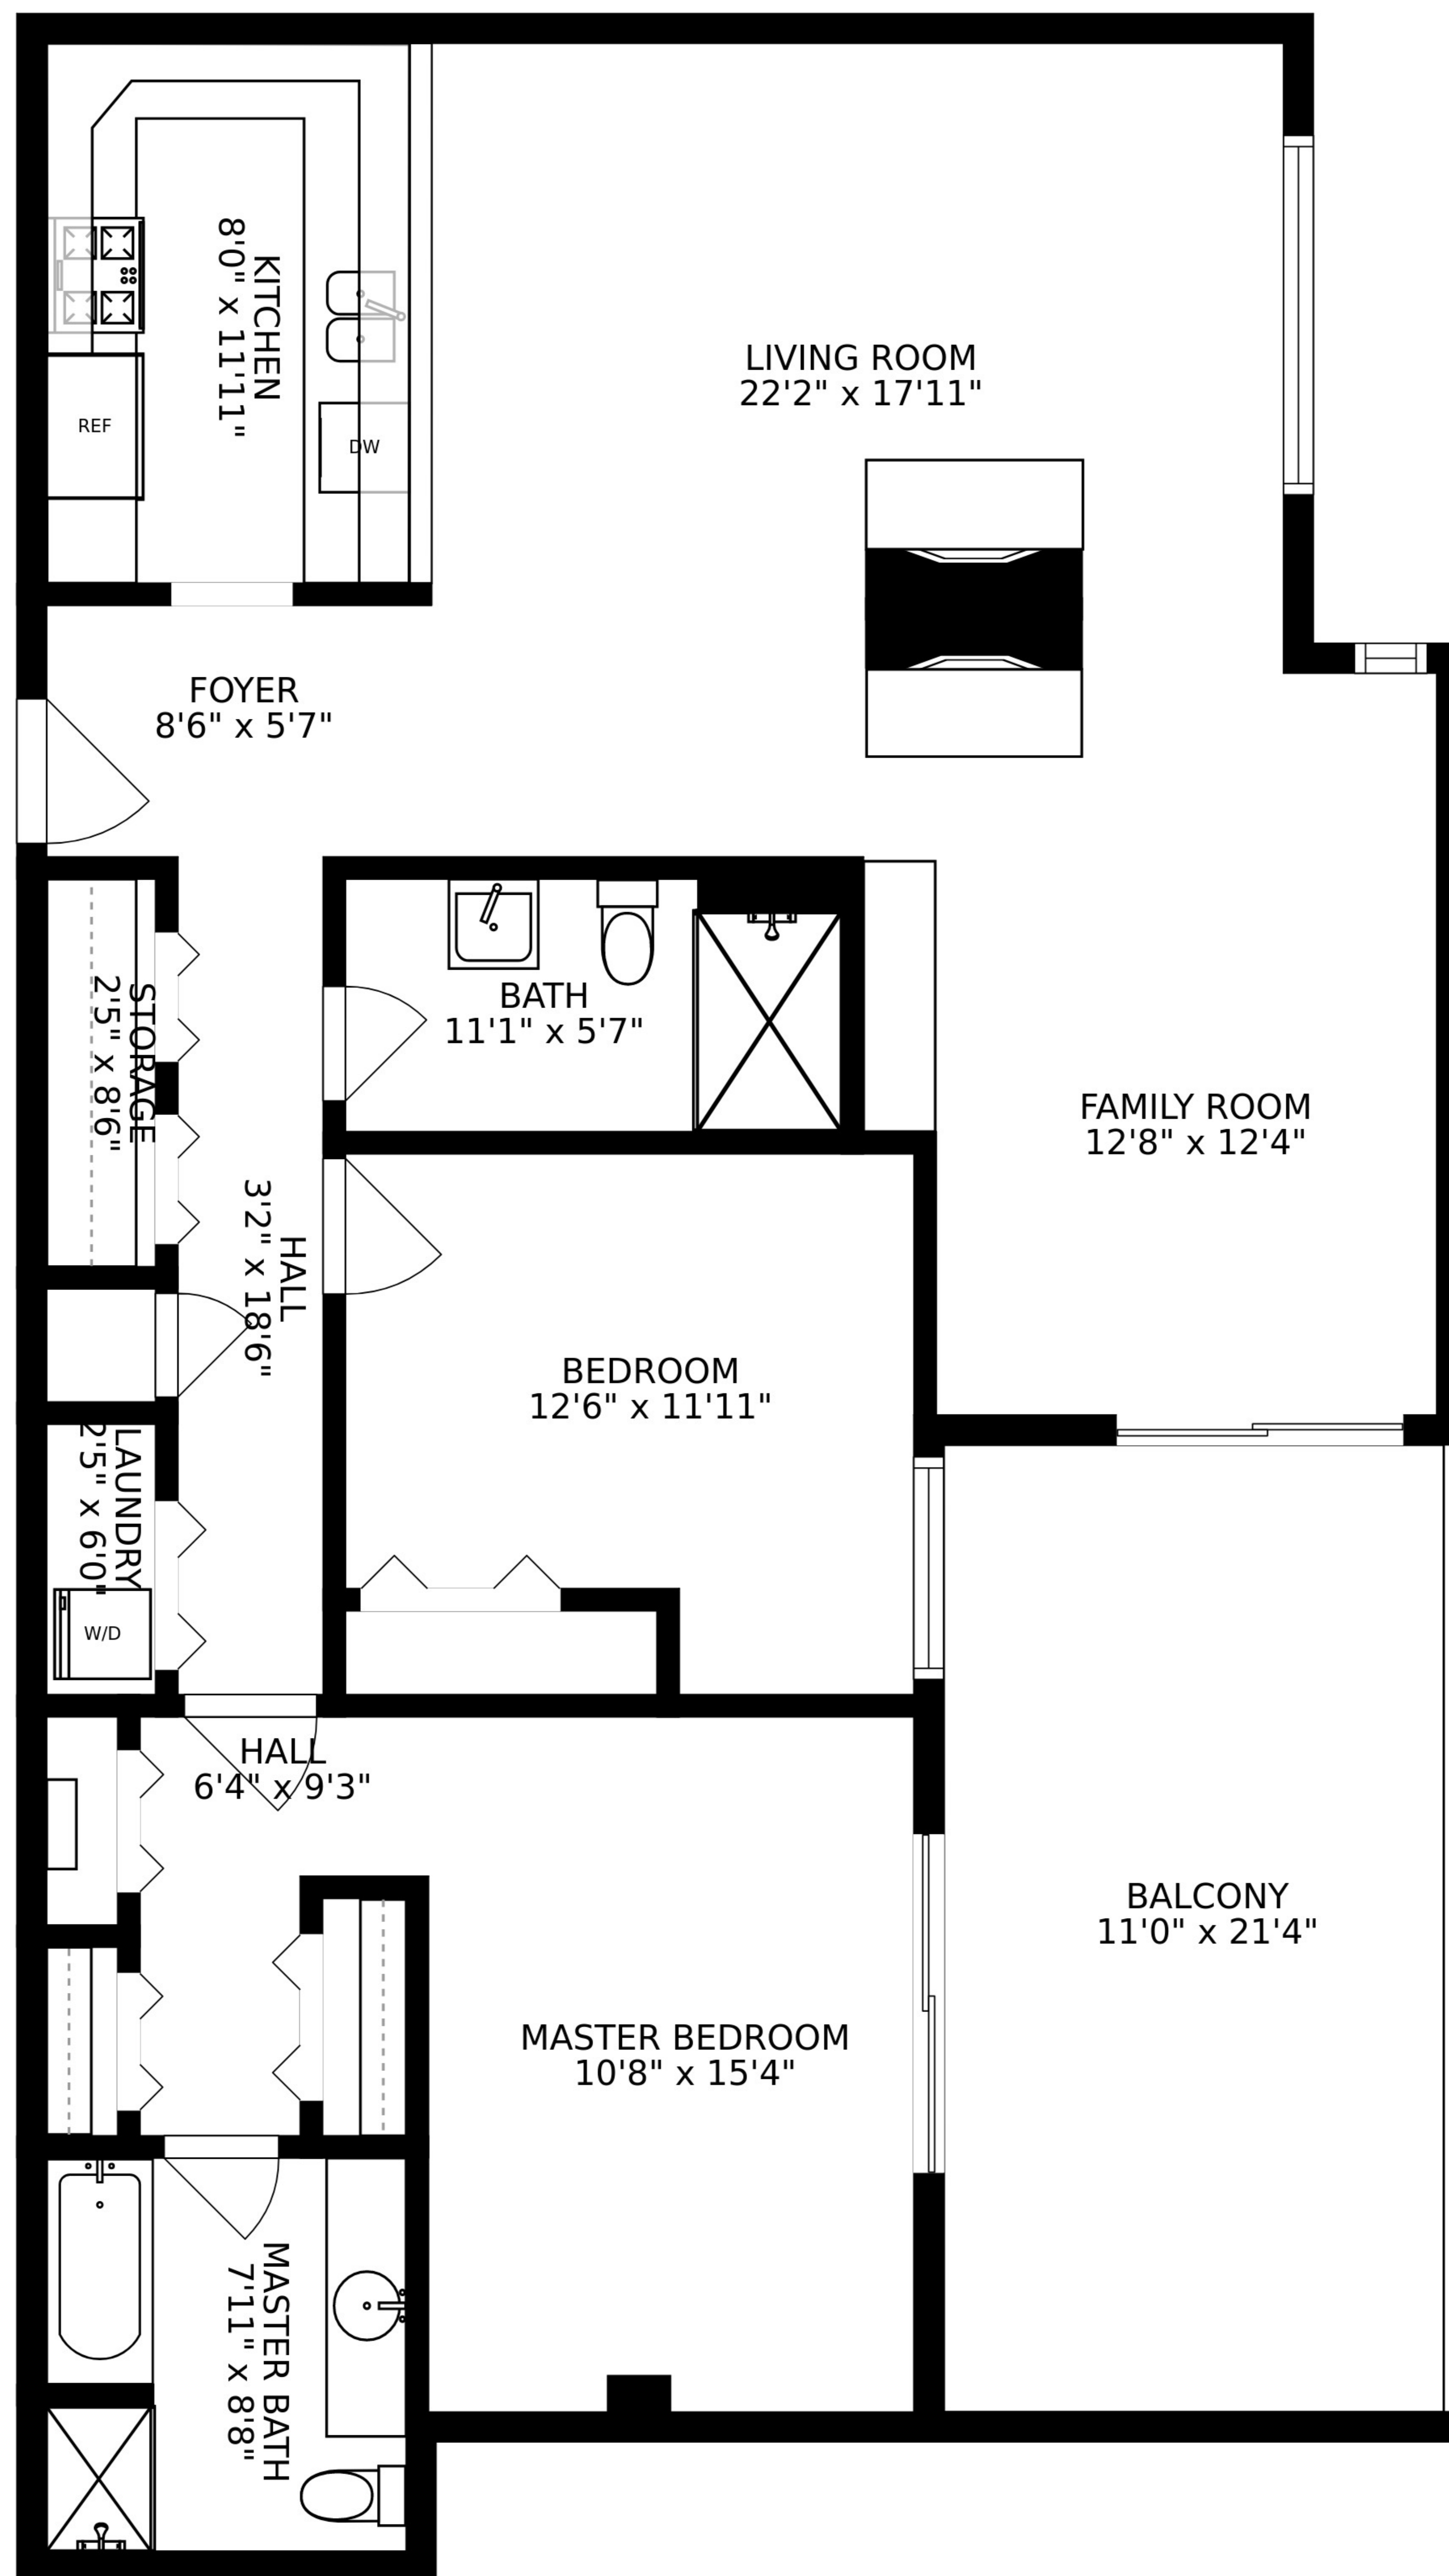 KITCHEN
8'0" x 11'11"
REF
DW
LIVING ROOM
22'2" x 17'11"
FOYER
8'6" x 5'7"
STORAGE
2'5" x 8'6"
BATH
11'1" x 5'7"
FAMILY ROOM
12'8" x 12'4"
HALL
3'2" x 18'6"
BEDROOM
12'6" x 11'11"
LAUNDRY
2'5" x 6'0"
W/D
HALL
6'4" x 9'3"
BALCONY
11'0" x 21'4"
MASTER BEDROOM
10'8" x 15'4"
MASTER BATH
7'11" x 8'8"